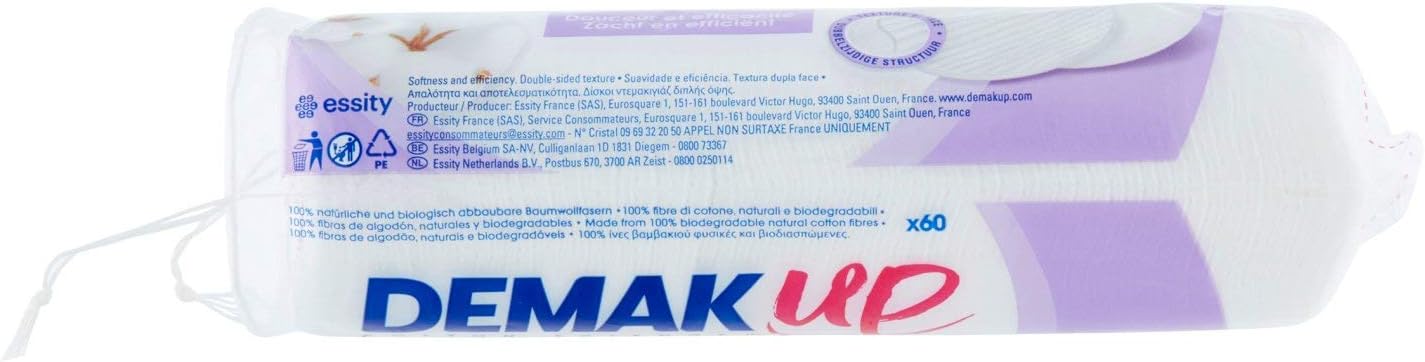 Douceur et efficacité
Zacht en efficiënt
DUBBELZIJDIGE STRUCTUUR
Softness and efficiency. Double-sided texture • Suavidade e eficiência. Textura dupla face •
Απαλότητα και αποτελεσματικότητα. Δίσκοι ντεμακιγιάζ διπλής όψης.
Producteur / Producer: Essity France (SAS), Eurosquare 1, 151-161 boulevard Victor Hugo, 93400 Saint Ouen, France. www.demakup.com
FR Essity France (SAS), Service Consommateurs, Eurosquare 1, 151-161 boulevard Victor Hugo, 93400 Saint Ouen, France
essityconsommateurs@essity.com - N° Cristal 09 69 32 20 50 APPEL NON SURTAXE France UNIQUEMENT
BE Essity Belgium SA-NV, Culliganlaan 1D 1831 Diegem - 0800 73367
NL Essity Netherlands B.V., Postbus 670, 3700 AR Zeist - 0800 0250114
essity
PE
100% natürliche und biologisch abbaubare Baumwollfasern • 100% fibre di cotone, naturali e biodegradabili •
100% fibras de algodón, naturales y biodegradables • Made from 100% biodegradable natural cotton fibres •
100% fibras de algodão, naturais e biodegradáveis • 100% ίνες βαμβακιού φυσικές και βιοδιασπώμενες.
x60
DEMAK UP